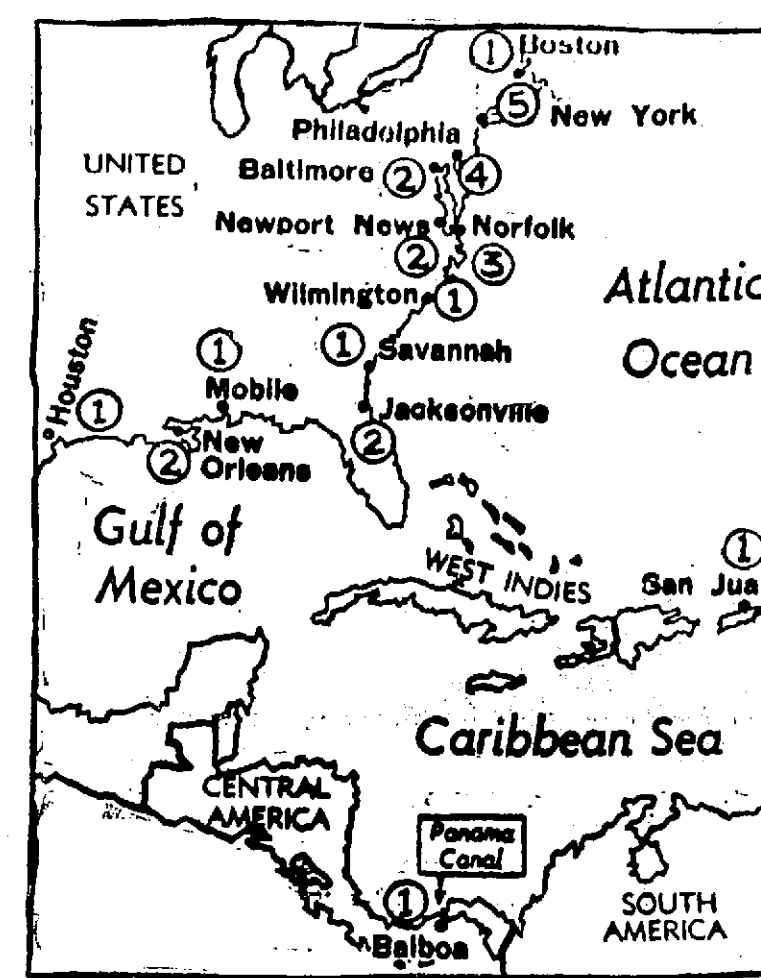 ① Boston
⑤ New York
Philadelphia
④
UNITED
STATES
Baltimore ②
Newport News
②
Norfolk
③
Wilmington ①
Atlantic
Ocean
① Savannah
Jacksonville
②
Houston
①
①
Mobile
New
Orleans
②
Gulf of
Mexico
WEST INDIES
①
San Jua
Caribbean Sea
CENTRAL
AMERICA
Panama
Canal
①
Balboa
SOUTH
AMERICA